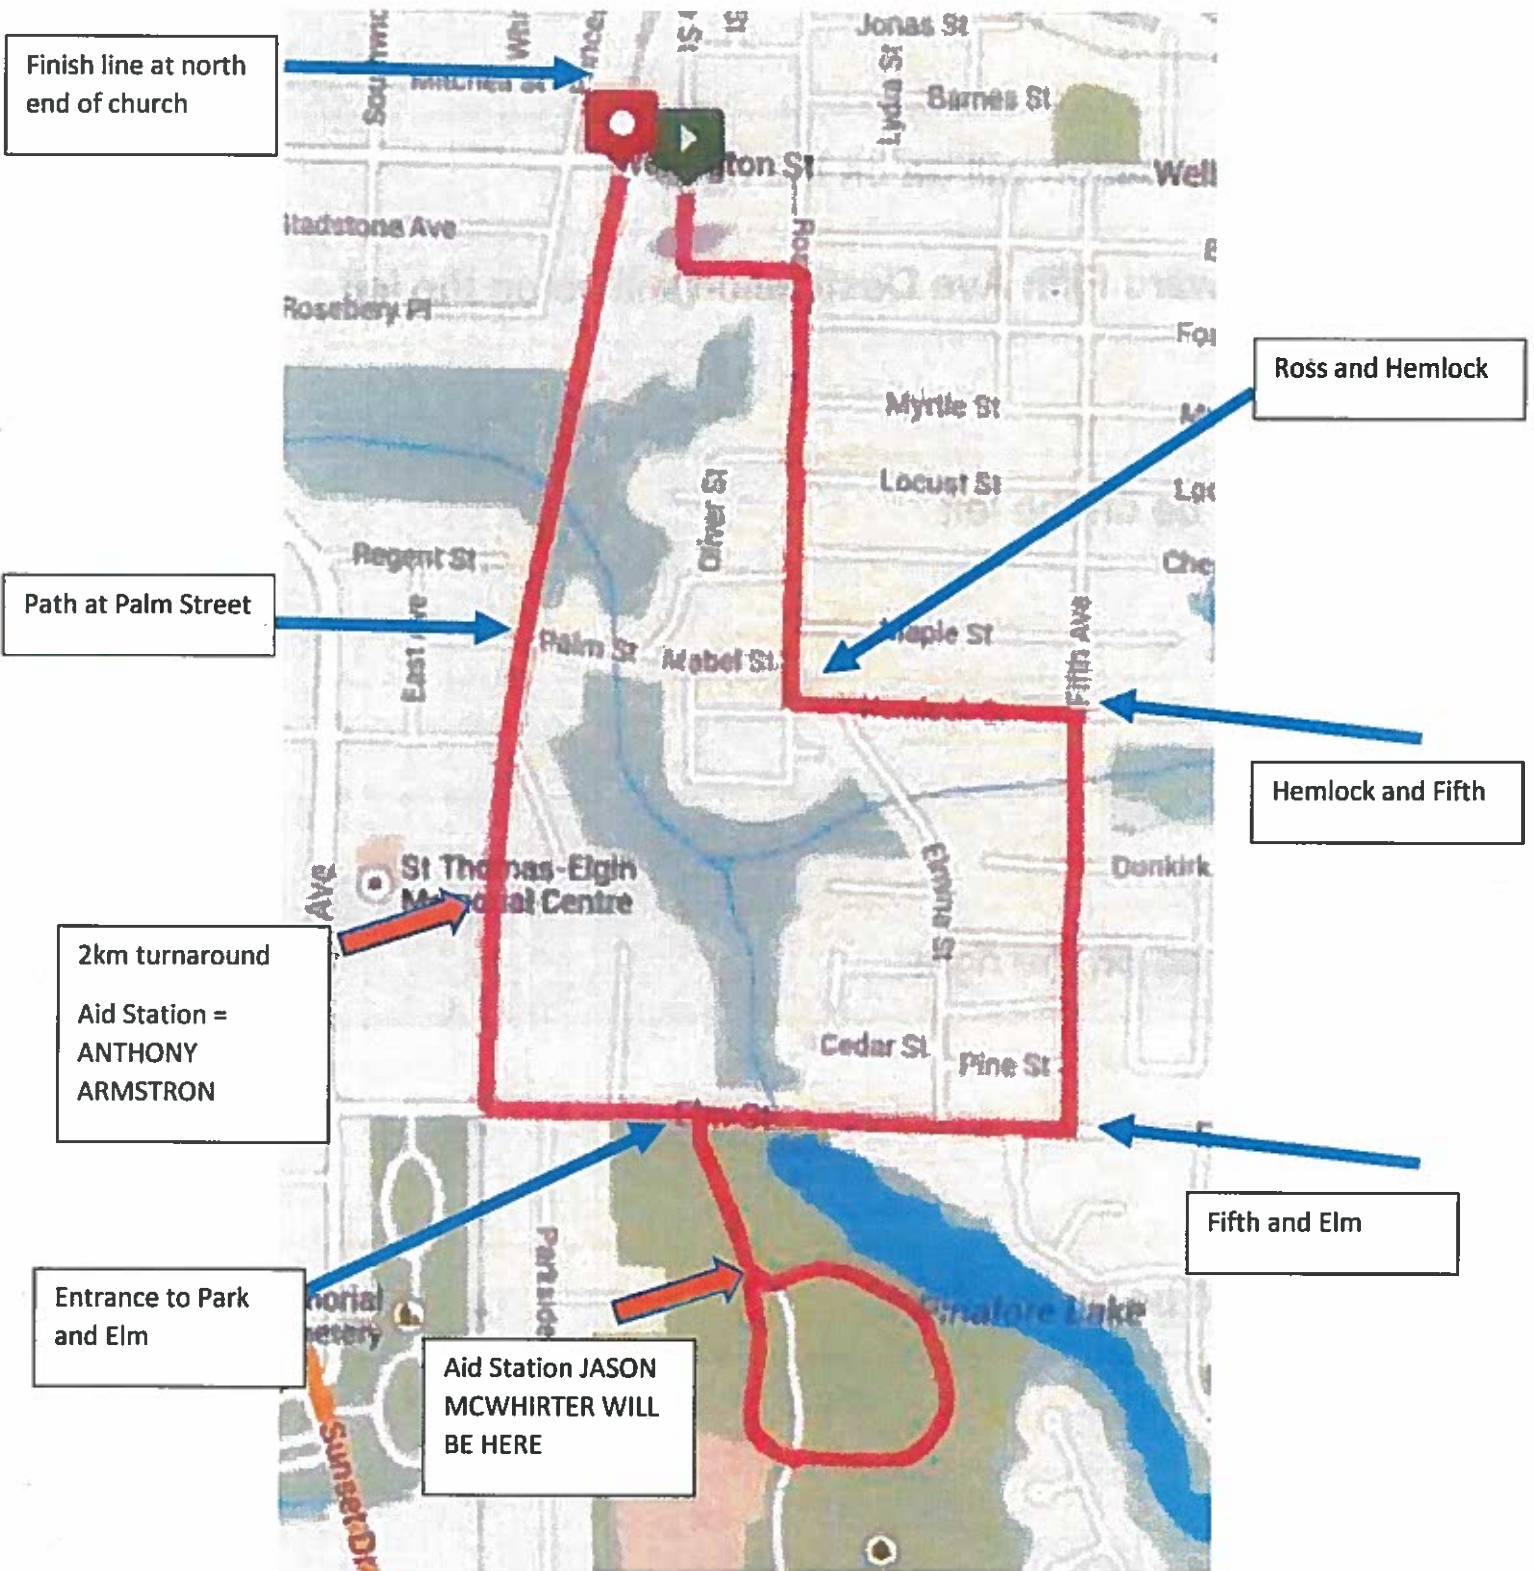 Finish line at north
end of church
Jonas St
Barnes St
Lydia St
Mitchell St
Wellington St
Well
Gladstone Ave
Rosebery Pl
Ross and Hemlock
Myrtle St
Locust St
Oliver St
Regent St
East Ave
Path at Palm Street
Palm St
Mabel St
Maple St
Fifth Ave
Hemlock and Fifth
St Thomas-Elgin
Memorial Centre
Ave
Dunkirk
2km turnaround
Aid Station =
ANTHONY
ARMSTRON
Cedar St
Pine St
Elm St
Fifth and Elm
Entrance to Park
and Elm
Parkside
Pinafore Lake
Aid Station JASON
MCWHIRTER WILL
BE HERE
Sunset Dr